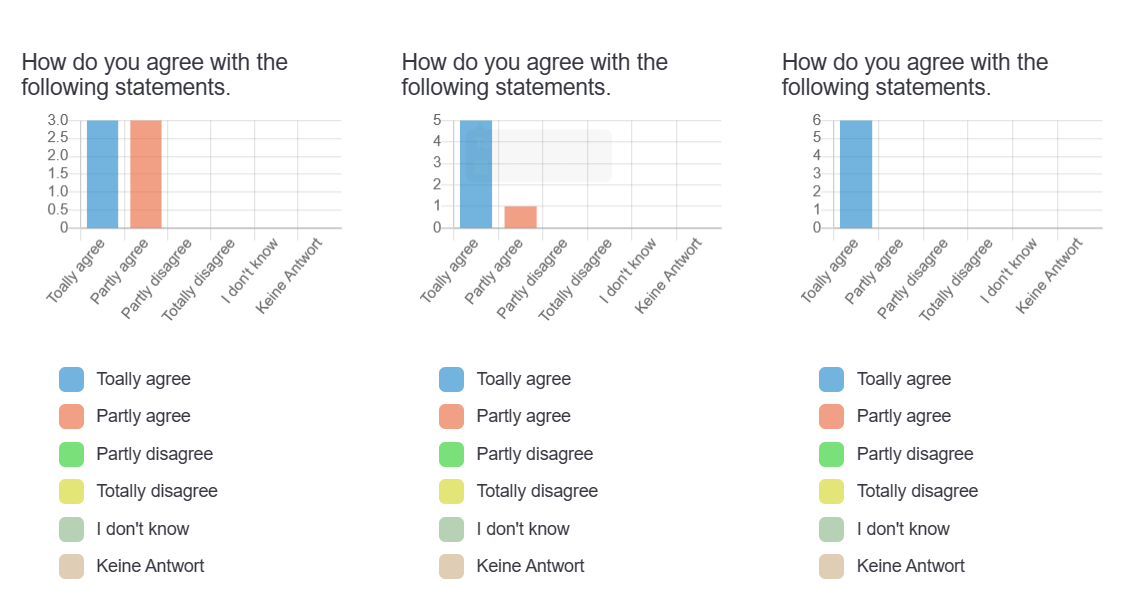 How do you agree with the
following statements.
3.0
2.5
2.0
1.5
1.0
0.5
0
Toally agree
Partly agree
Partly disagree
Totally disagree
I don't know
Keine Antwort
Toally agree
Partly agree
Partly disagree
Totally disagree
I don't know
Keine Antwort
How do you agree with the
following statements.
5
4
3
2
1
0
Toally agree
Partly agree
Partly disagree
Totally disagree
I don't know
Keine Antwort
Toally agree
Partly agree
Partly disagree
Totally disagree
I don't know
Keine Antwort
How do you agree with the
following statements.
6
5
4
3
2
1
0
Toally agree
Partly agree
Partly disagree
Totally disagree
I don't know
Keine Antwort
Toally agree
Partly agree
Partly disagree
Totally disagree
I don't know
Keine Antwort